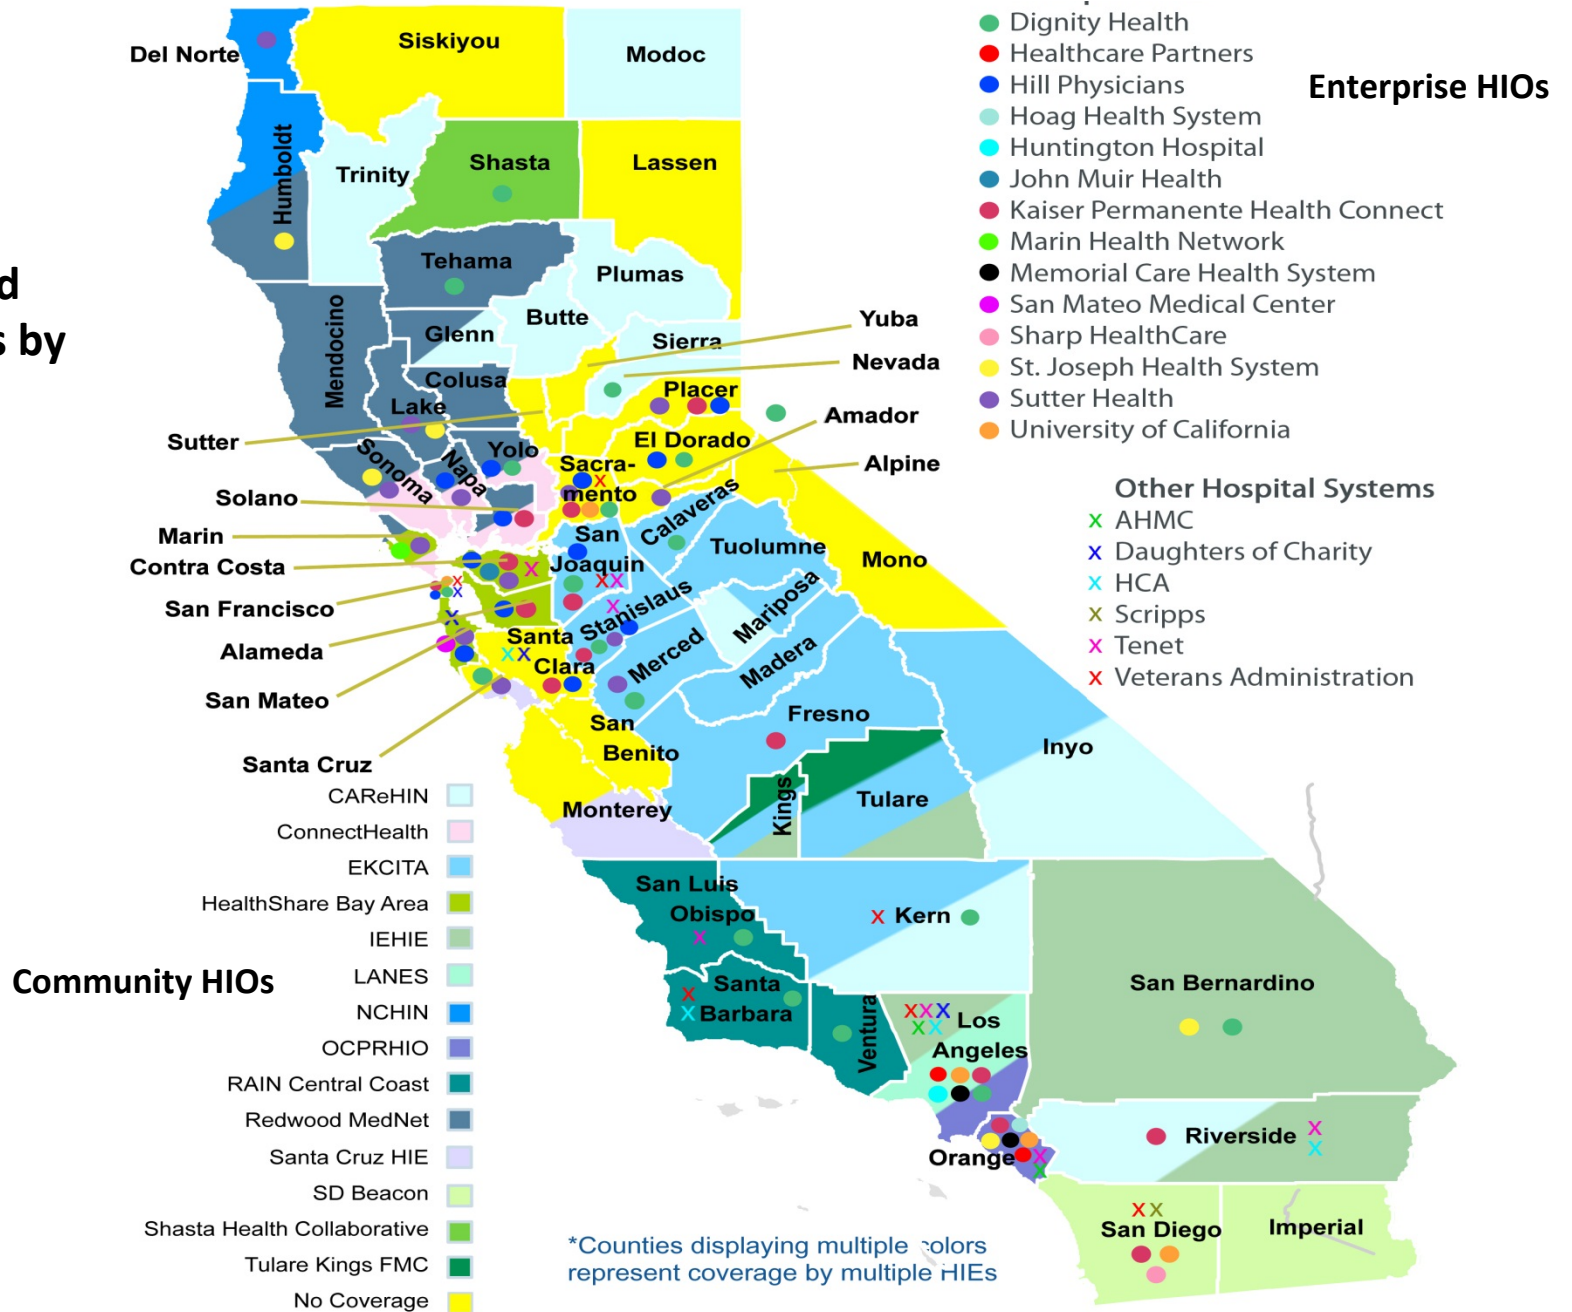 d
s by
Enterprise HIOs
Dignity Health
Healthcare Partners
Hill Physicians
Hoag Health System
Huntington Hospital
John Muir Health
Kaiser Permanente Health Connect
Marin Health Network
Memorial Care Health System
San Mateo Medical Center
Sharp HealthCare
St. Joseph Health System
Sutter Health
University of California
Other Hospital Systems
x AHMC
x Daughters of Charity
x HCA
x Scripps
x Tenet
x Veterans Administration
Del Norte
Siskiyou
Modoc
Humboldt
Trinity
Shasta
Lassen
Tehama
Plumas
Mendocino
Glenn
Butte
Sierra
Yuba
Nevada
Colusa
Lake
Placer
Amador
Sutter
Sonoma
Napa
Yolo
El Dorado
Alpine
Solano
Sacra-
mento
x
Calaveras
Marin
San
Joaquin
x x
Tuolumne
Mono
Contra Costa
x
San Francisco
x
x
Alameda
x
Stanislaus
x
Mariposa
San Mateo
Santa
Clara
x x
Merced
Madera
Santa Cruz
San
Benito
Fresno
Inyo
Monterey
Kings
Tulare
San Luis
Obispo
x
x Kern
Santa
Barbara
x
x
Ventura
x x x
x x
Los
Angeles
San Bernardino
Orange
x
x
Riverside
x
x
x x
San Diego
Imperial
Community HIOs
CAReHIN
ConnectHealth
EKCITA
HealthShare Bay Area
IEHIE
LANES
NCHIN
OCPRHIO
RAIN Central Coast
Redwood MedNet
Santa Cruz HIE
SD Beacon
Shasta Health Collaborative
Tulare Kings FMC
No Coverage
*Counties displaying multiple colors
represent coverage by multiple HIEs